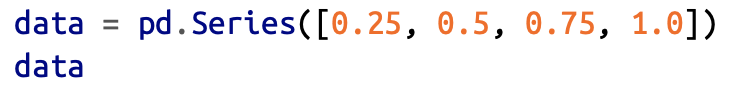 data = pd.Series([0.25, 0.5, 0.75, 1.0])
data